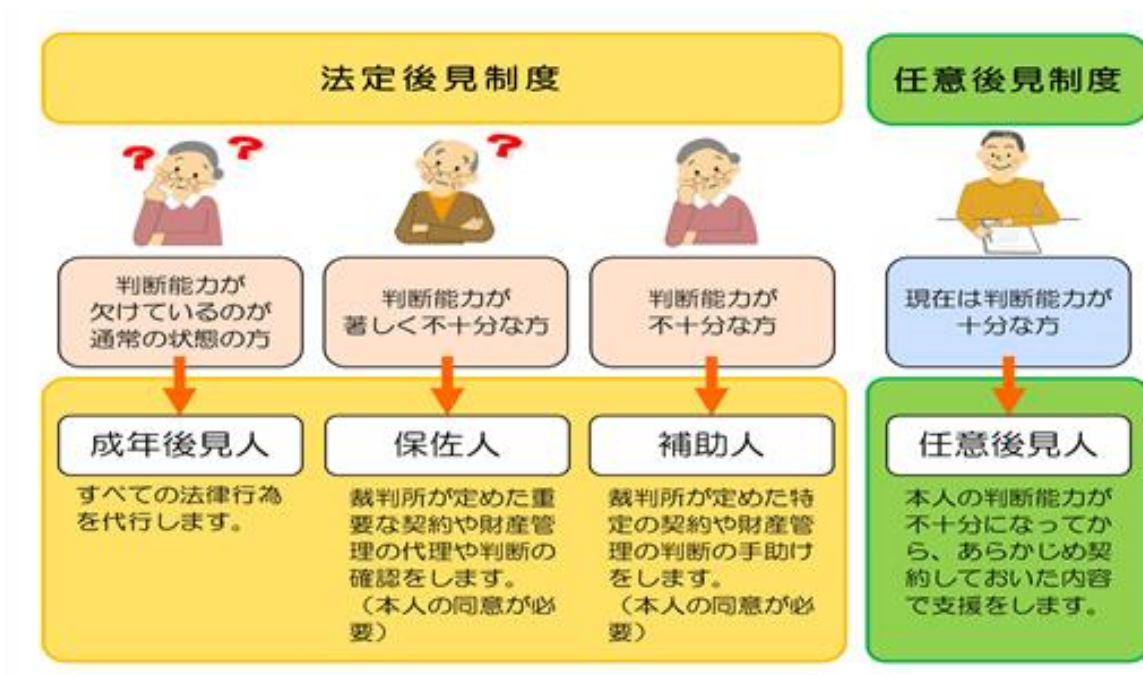 法定後見制度
任意後見制度
? ?
?
判断能力が
欠けているのが
通常の状態の方
判断能力が
著しく不十分な方
判断能力が
不十分な方
現在は判断能力が
十分な方
成年後見人
すべての法律行為
を代行します。
保佐人
裁判所が定めた重
要な契約や財産管
理の代理や判断の
確認をします。
（本人の同意が必
要）
補助人
裁判所が定めた特
定の契約や財産管
理の判断の手助け
をします。
（本人の同意が必
要）
任意後見人
本人の判断能力が
不十分になってか
ら、あらかじめ契
約しておいた内容
で支援をします。